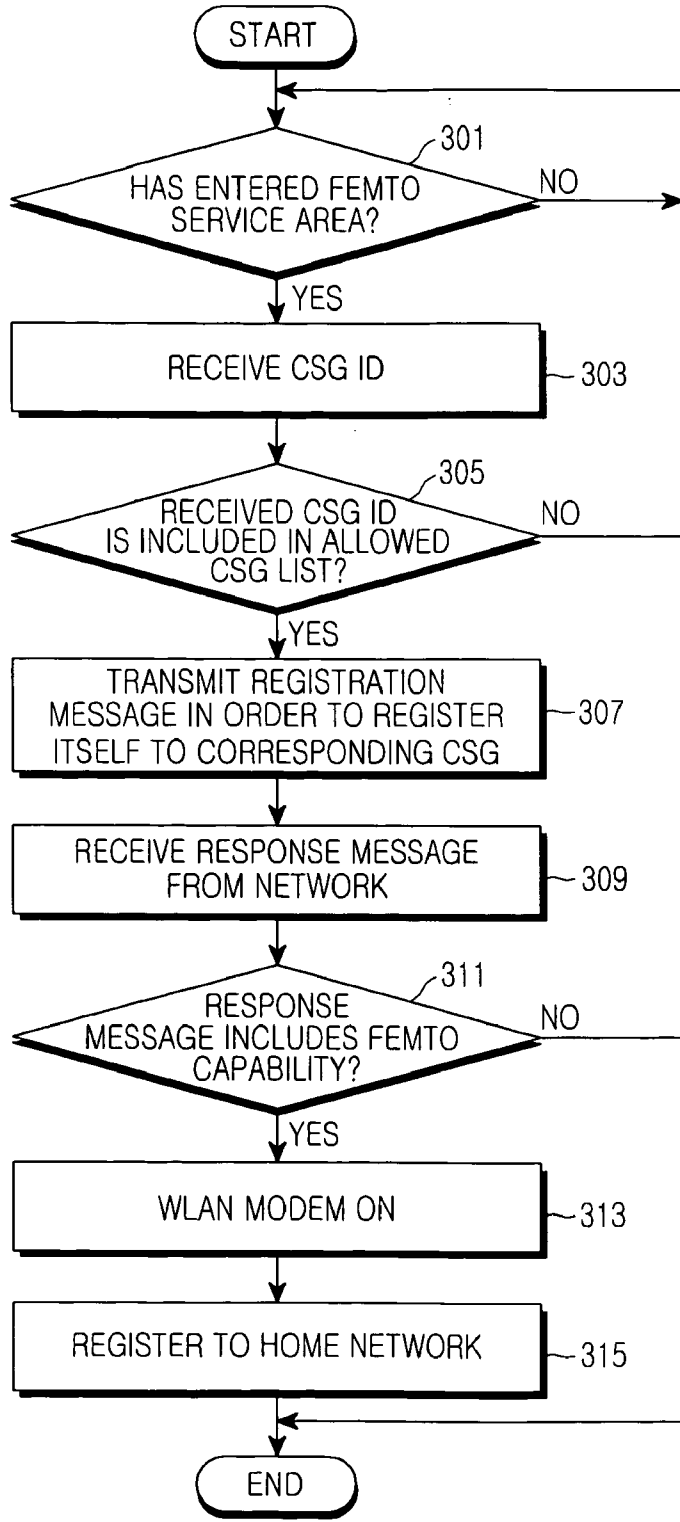 START
301
HAS ENTERED FEMTO
SERVICE AREA?
NO
YES
RECEIVE CSG ID
303
305
RECEIVED CSG ID
IS INCLUDED IN ALLOWED
CSG LIST?
NO
YES
TRANSMIT REGISTRATION
MESSAGE IN ORDER TO REGISTER
ITSELF TO CORRESPONDING CSG
307
RECEIVE RESPONSE MESSAGE
FROM NETWORK
309
311
RESPONSE
MESSAGE INCLUDES FEMTO
CAPABILITY?
NO
YES
WLAN MODEM ON
313
REGISTER TO HOME NETWORK
315
END